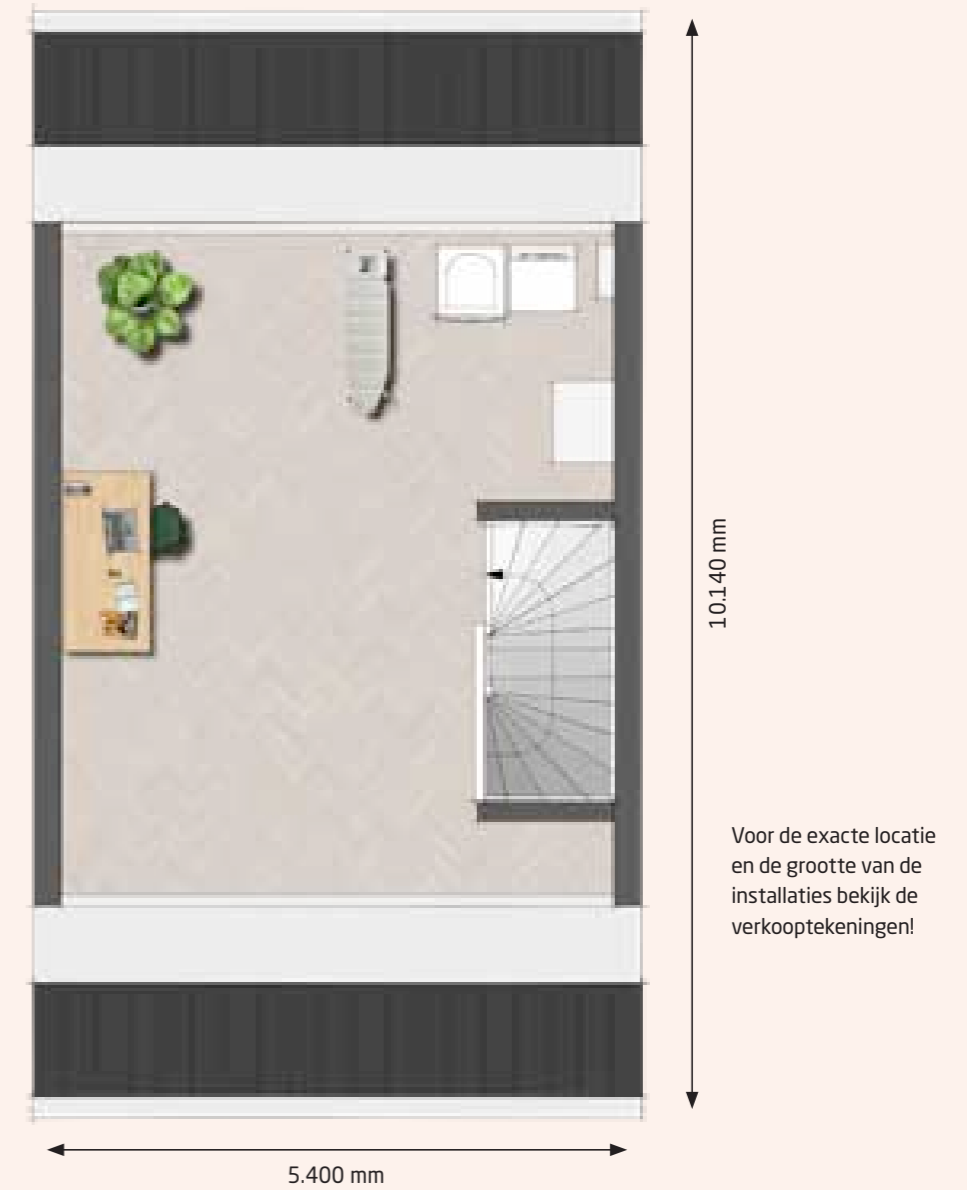 10.140 mm
Voor de exacte locatie
en de grootte van de
installaties bekijk de
verkooptekeningen!
5.400 mm